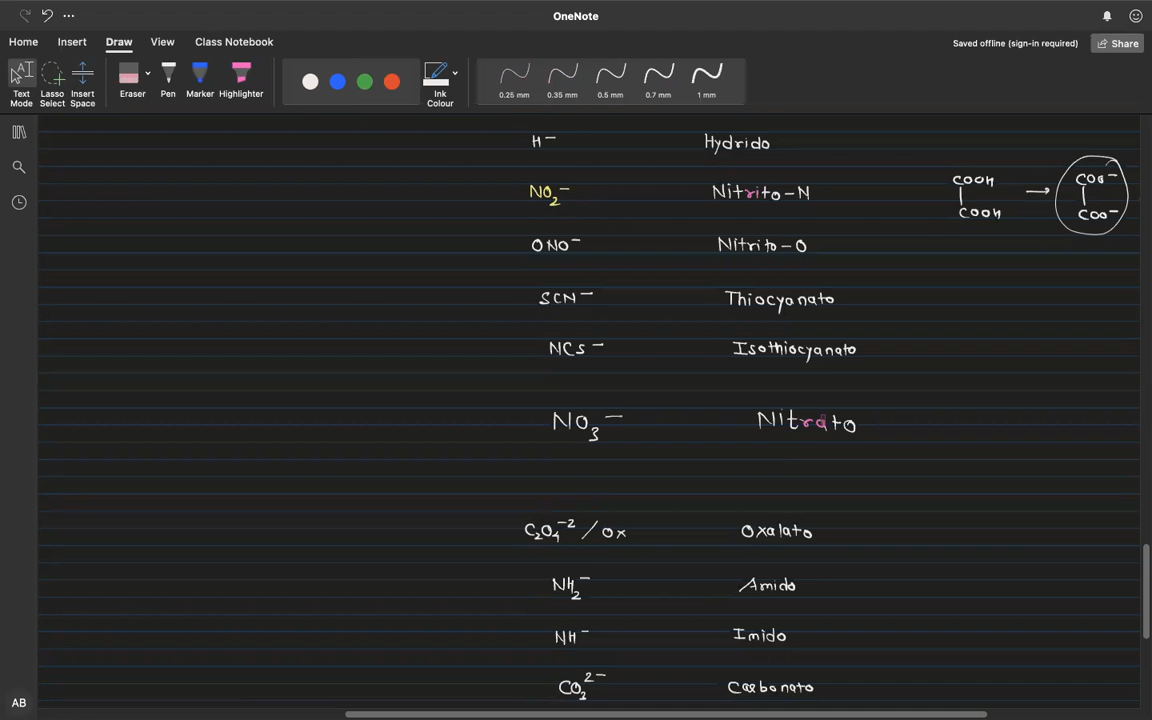 OneNote
Home Insert Draw View Class Notebook
Saved offline (sign-in required) Share
Text Mode Lasso Select Insert Space Eraser Pen Marker Highlighter Ink Colour 0.25 mm 0.35 mm 0.5 mm 0.7 mm 1 mm
H⁻ Hydrido
NO₂⁻ Nitrito-N
COOH → COO⁻
COOH COO⁻
ONO⁻ Nitrito-O
SCN⁻ Thiocyanato
NCS⁻ Isothiocyanato
NO₃⁻ Nitrato
C₂O₄⁻² / Ox Oxalato
NH₂⁻ Amido
NH⁻ Imido
CO₃²⁻ Carbonato
AB